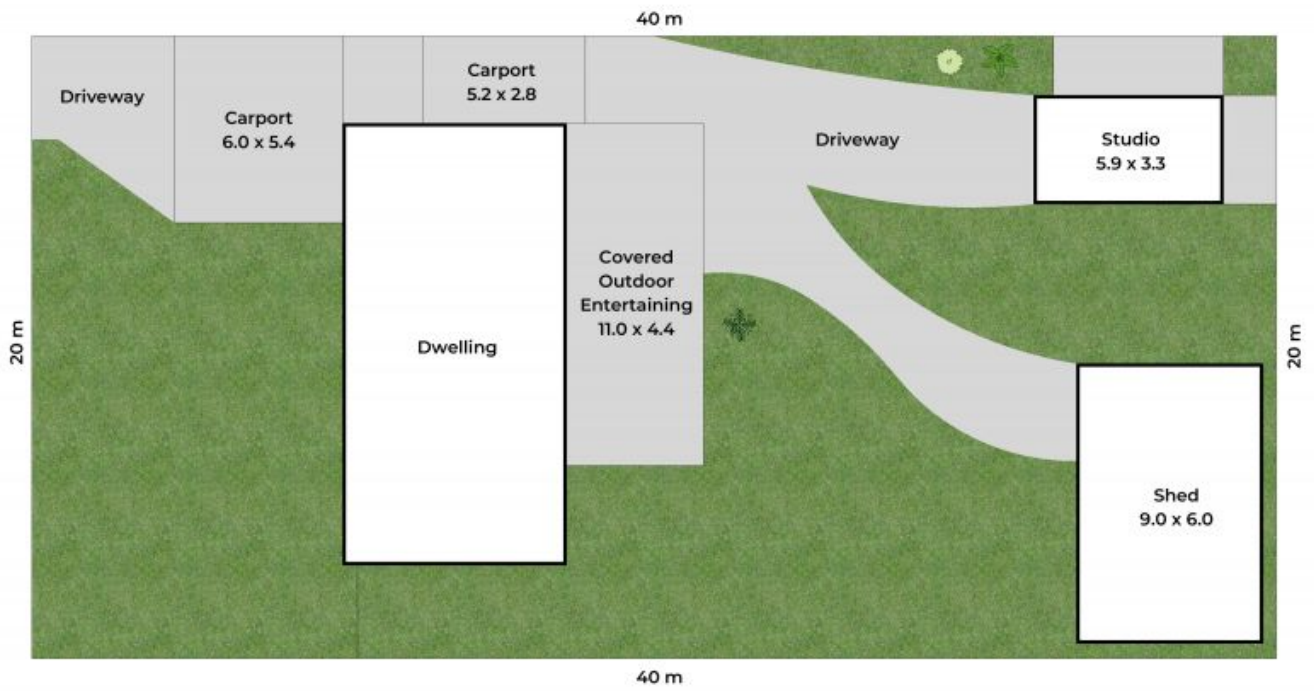 40 m
Driveway
Carport
6.0 x 5.4
Carport
5.2 x 2.8
Driveway
Studio
5.9 x 3.3
Covered
Outdoor
Entertaining
11.0 x 4.4
Dwelling
20 m
20 m
Shed
9.0 x 6.0
40 m